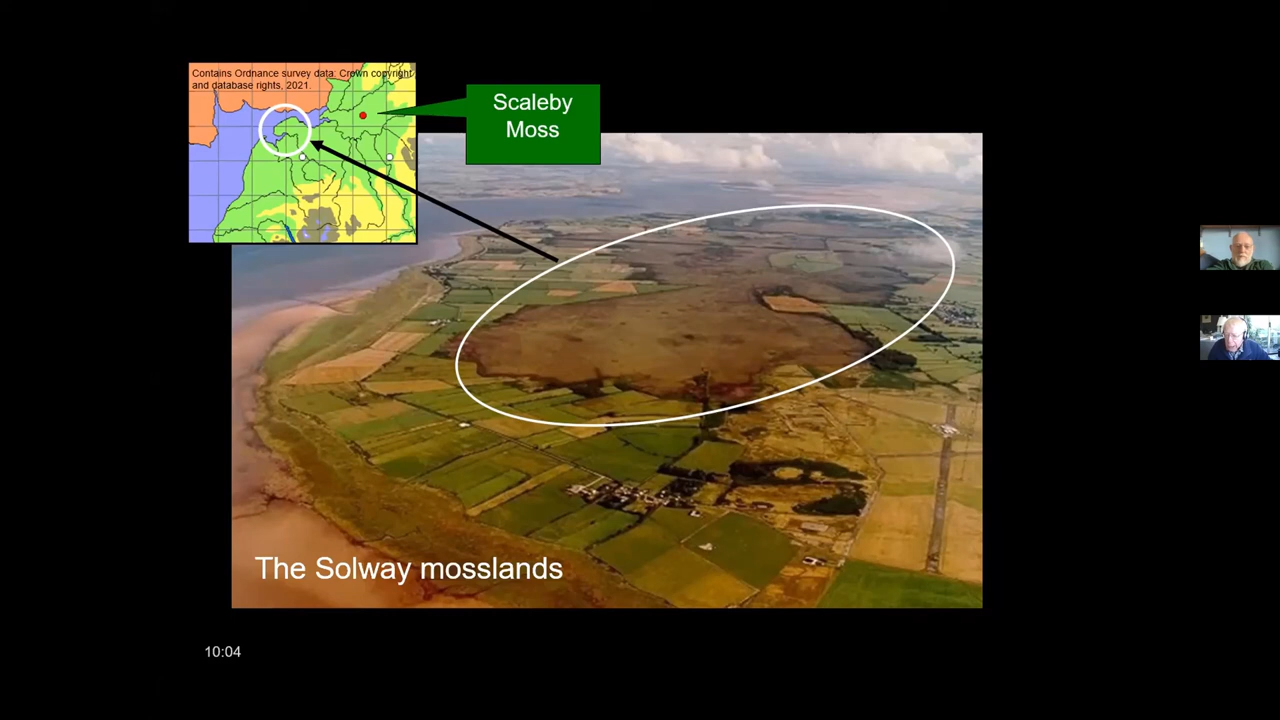 Contains Ordnance survey data: Crown copyright
and database rights, 2021.
Scaleby
Moss
The Solway mosslands
10:04